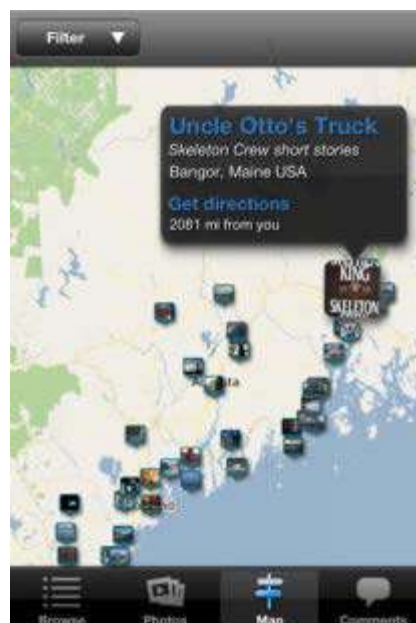 Filter
Uncle Otto's Truck
Skeleton Crew short stories
Bangor, Maine USA
Get directions
2081 mi from you
KING
SKELETON
Browse
Photos
Map
Comments